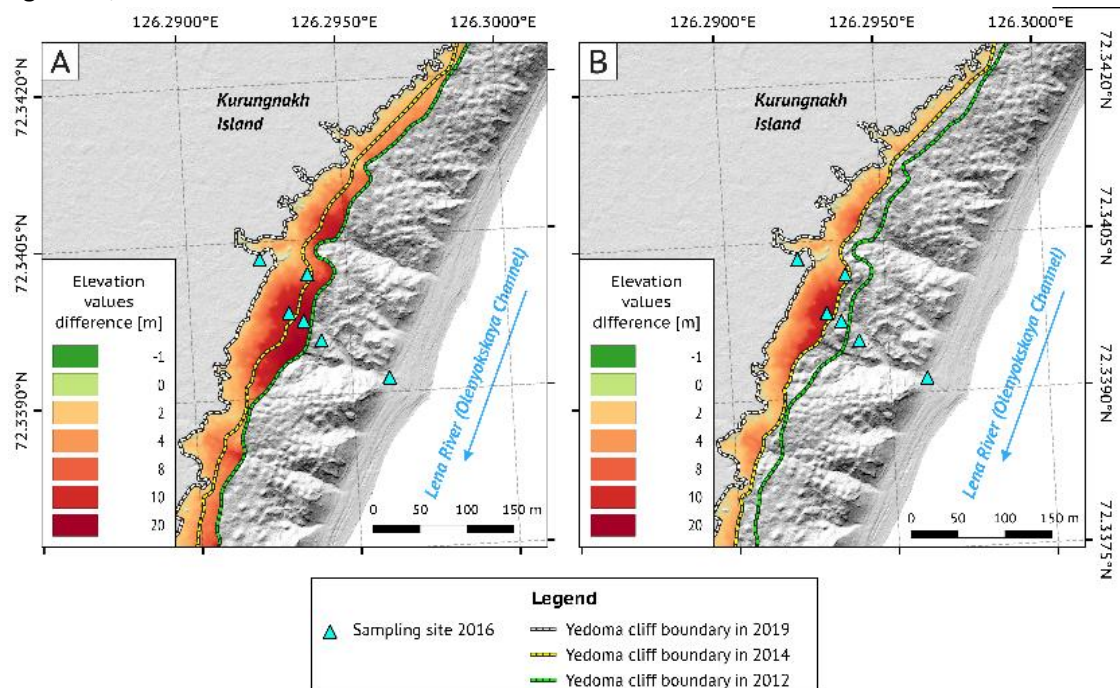 126.2900°E 126.2950°E 126.3000°E 126.2900°E 126.2950°E 126.3000°E
A
B
Kurungnakh
Island
Kurungnakh
Island
72.3420°N
72.3405°N
72.3390°N
72.3420°N
72.3405°N
72.3390°N
72.3375°N
Elevation
values
difference [m]
-1
0
2
4
8
10
20
Lena River (Olenyokskaya Channel)
0 50 100 150 m
Elevation
values
difference [m]
-1
0
2
4
8
10
20
Lena River (Olenyokskaya Channel)
0 50 100 150 m
Legend
Sampling site 2016
Yedoma cliff boundary in 2019
Yedoma cliff boundary in 2014
Yedoma cliff boundary in 2012